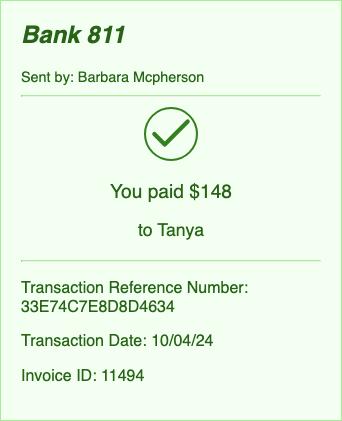 Bank 811
Sent by: Barbara Mcpherson
You paid $148
to Tanya
Transaction Reference Number:
33E74C7E8D8D4634
Transaction Date: 10/04/24
Invoice ID: 11494